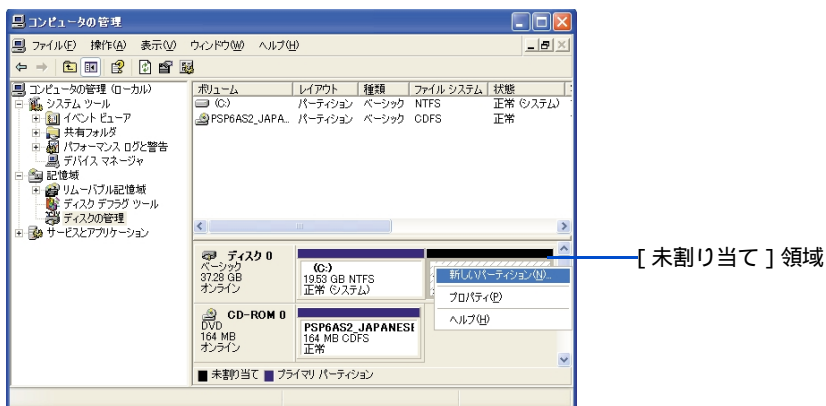 コンピュータの管理
ファイル(F) 操作(A) 表示(V) ウィンドウ(W) ヘルプ(H)
コンピュータの管理 (ローカル)
システム ツール
イベント ビューア
共有フォルダ
パフォーマンス ログと警告
デバイス マネージャ
記憶域
リムーバブル記憶域
ディスク デフラグ ツール
ディスクの管理
サービスとアプリケーション
ボリューム レイアウト 種類 ファイル システム 状態
(C:) パーティション ベーシック NTFS 正常 (システム)
PSP6AS2_JAPA... パーティション ベーシック CDFS 正常
ディスク 0
ベーシック
37.28 GB
オンライン
(C:)
19.53 GB NTFS
正常 (システム)
新しいパーティション(N)...
プロパティ(P)
ヘルプ(H)
[ 未割り当て ] 領域
CD-ROM 0
DVD
164 MB
オンライン
PSP6AS2_JAPANESE
164 MB CDFS
正常
未割り当て プライマリ パーティション